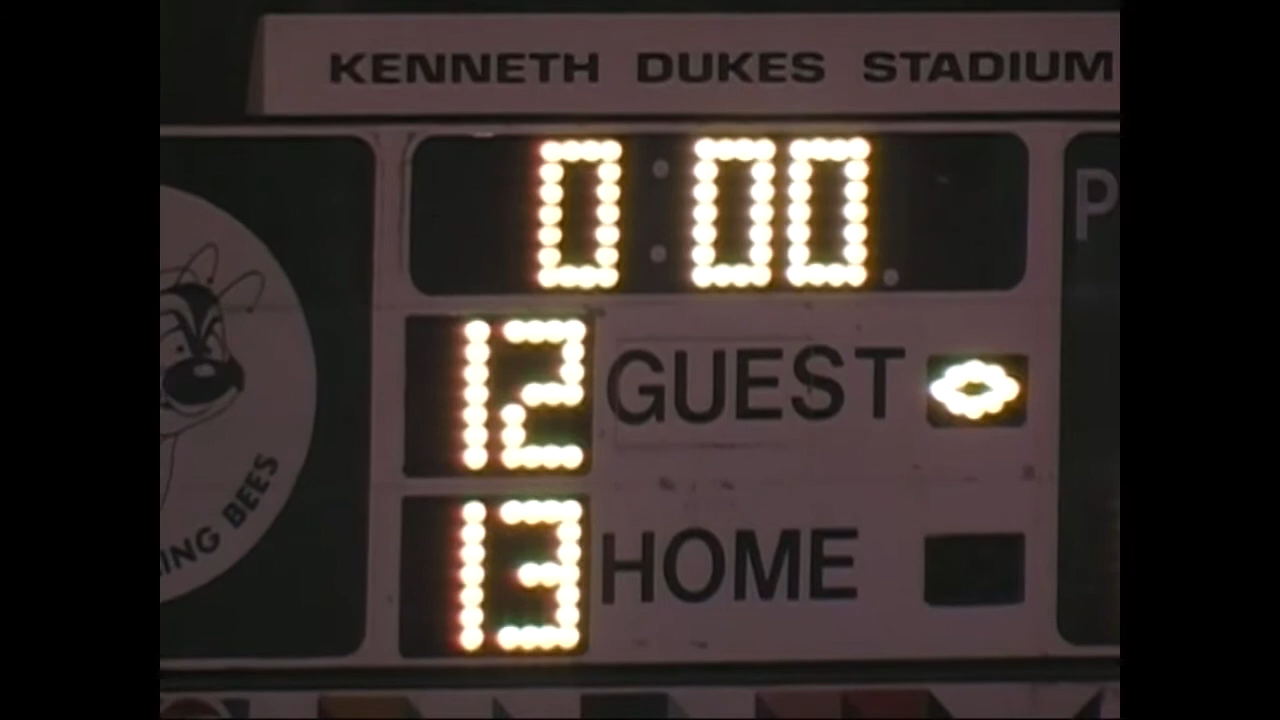 KENNETH DUKES STADIUM
0:00
P
12 GUEST
13 HOME
ING BEES